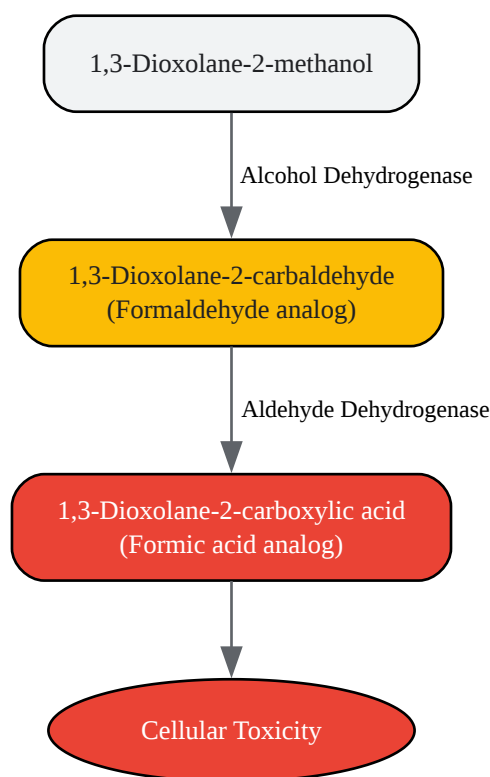 1,3-Dioxolane-2-methanol
Alcohol Dehydrogenase
1,3-Dioxolane-2-carbaldehyde
(Formaldehyde analog)
Aldehyde Dehydrogenase
1,3-Dioxolane-2-carboxylic acid
(Formic acid analog)
Cellular Toxicity